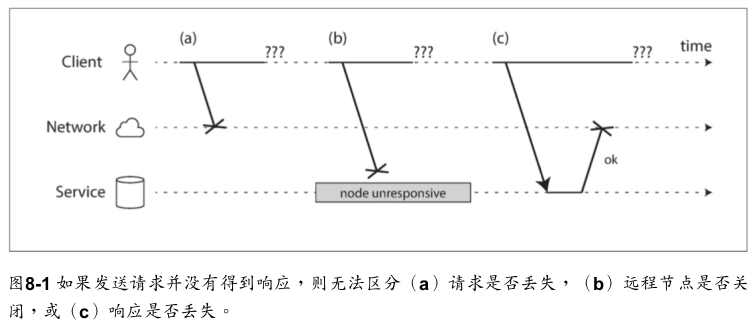 (a) (b) (c)
??? ??? ??? time
Client
Network
ok
Service node unresponsive
图8-1 如果发送请求并没有得到响应，则无法区分（a）请求是否丢失，（b）远程节点是否关
闭，或（c）响应是否丢失。